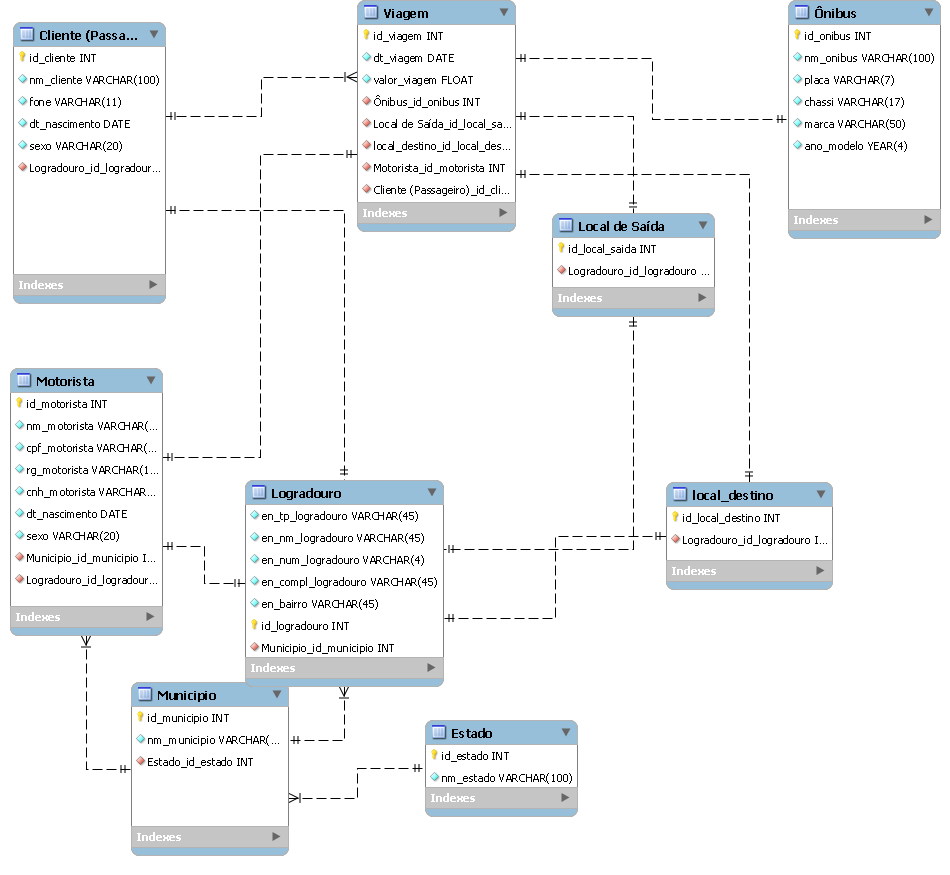 Cliente (Passa...
id_cliente INT
nm_cliente VARCHAR(100)
fone VARCHAR(11)
dt_nascimento DATE
sexo VARCHAR(20)
Logradouro_id_logradour...
Indexes
Viagem
id_viagem INT
dt_viagem DATE
valor_viagem FLOAT
Ônibus_id_onibus INT
Local de Saída_id_local_sa...
local_destino_id_local_des...
Motorista_id_motorista INT
Cliente (Passageiro)_id_cli...
Indexes
Ônibus
id_onibus INT
nm_onibus VARCHAR(100)
placa VARCHAR(7)
chassi VARCHAR(17)
marca VARCHAR(50)
ano_modelo YEAR(4)
Indexes
Local de Saída
id_local_saida INT
Logradouro_id_logradouro ...
Indexes
Motorista
id_motorista INT
nm_motorista VARCHAR(...
cpf_motorista VARCHAR(...
rg_motorista VARCHAR(1...
cnh_motorista VARCHAR...
dt_nascimento DATE
sexo VARCHAR(20)
Municipio_id_municipio I...
Logradouro_id_logradour...
Indexes
Logradouro
en_tp_logradouro VARCHAR(45)
en_nm_logradouro VARCHAR(45)
en_num_logradouro VARCHAR(4)
en_compl_logradouro VARCHAR(45)
en_bairro VARCHAR(45)
id_logradouro INT
Municipio_id_municipio INT
Indexes
local_destino
id_local_destino INT
Logradouro_id_logradouro I...
Indexes
Municipio
id_municipio INT
nm_municipio VARCHAR(...
Estado_id_estado INT
Indexes
Estado
id_estado INT
nm_estado VARCHAR(100)
Indexes